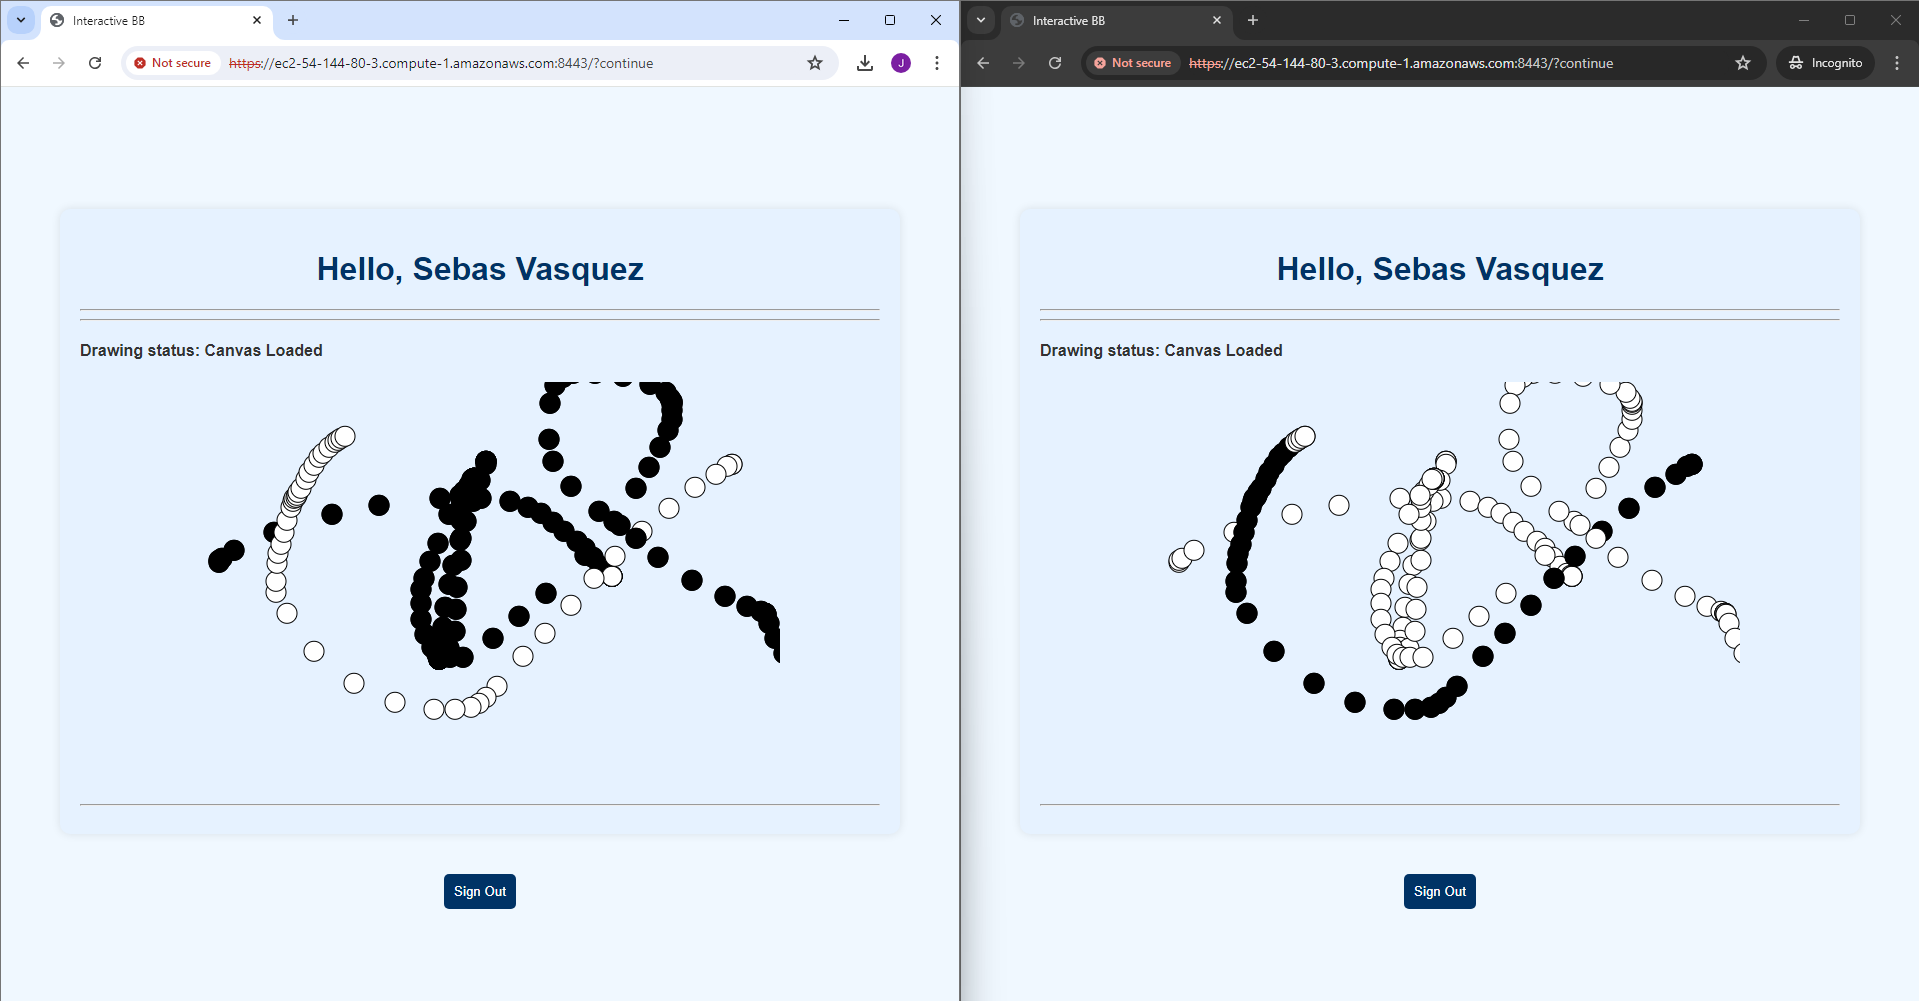 Interactive BB
Not secure
https://ec2-54-144-80-3.compute-1.amazonaws.com:8443/?continue
J
Hello, Sebas Vasquez
Drawing status: Canvas Loaded
Sign Out
Interactive BB
Not secure
https://ec2-54-144-80-3.compute-1.amazonaws.com:8443/?continue
Incognito
Hello, Sebas Vasquez
Drawing status: Canvas Loaded
Sign Out